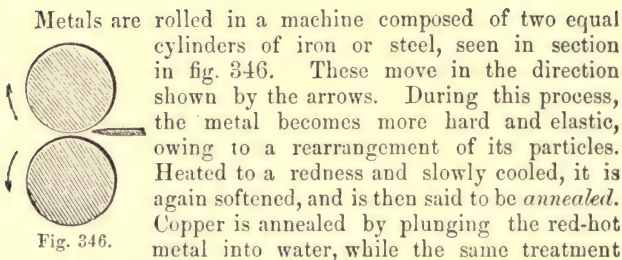 Metals are rolled in a machine composed of two equal
cylinders of iron or steel, seen in section
in fig. 346. These move in the direction
shown by the arrows. During this process,
the metal becomes more hard and elastic,
owing to a rearrangement of its particles.
Heated to a redness and slowly cooled, it is
again softened, and is then said to be annealed.
Copper is annealed by plunging the red-hot
metal into water, while the same treatment
Fig. 346.